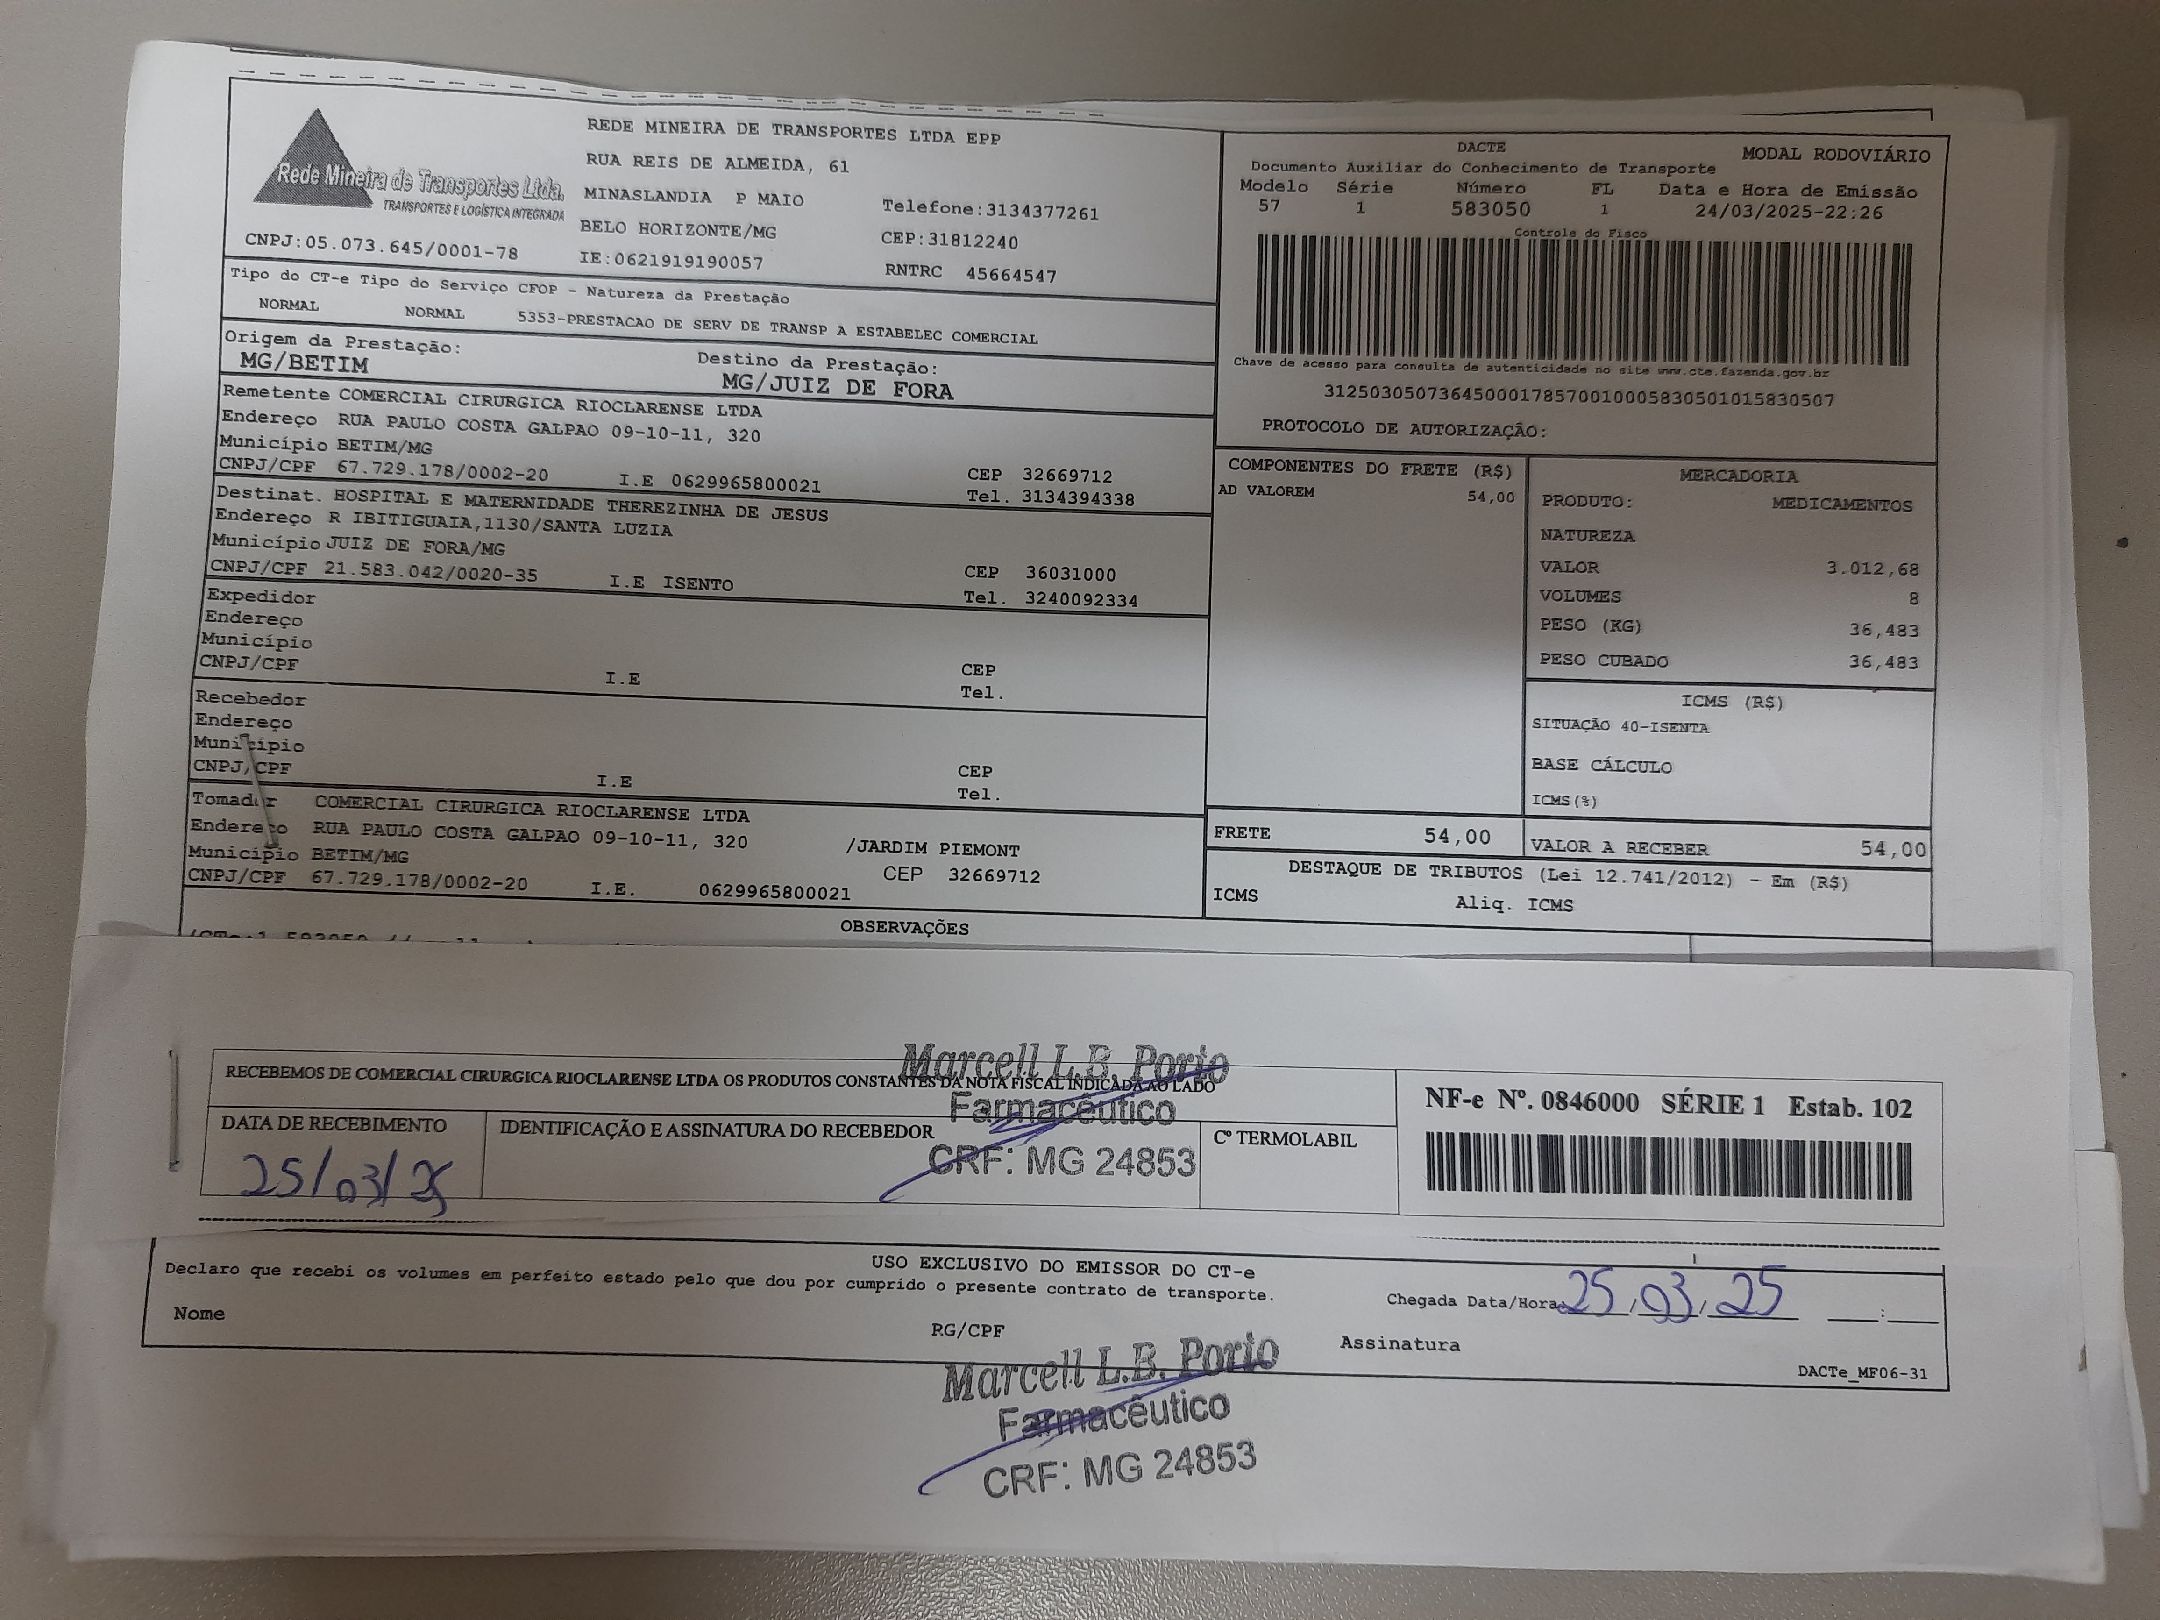 Rede Mineira de Transportes Ltda.
TRANSPORTES E LOGÍSTICA INTEGRADA
CNPJ:05.073.645/0001-78
REDE MINEIRA DE TRANSPORTES LTDA EPP
RUA REIS DE ALMEIDA, 61
MINASLANDIA P MAIO Telefone:3134377261
BELO HORIZONTE/MG CEP:31812240
IE:0621919190057 RNTRC 45664547
Tipo do CT-e Tipo do Serviço CFOP - Natureza da Prestação
NORMAL NORMAL 5353-PRESTACAO DE SERV DE TRANSP A ESTABELEC COMERCIAL
Origem da Prestação: Destino da Prestação:
MG/BETIM MG/JUIZ DE FORA
Remetente COMERCIAL CIRURGICA RIOCLARENSE LTDA
Endereço RUA PAULO COSTA GALPAO 09-10-11, 320
Município BETIM/MG CEP 32669712
CNPJ/CPF 67.729.178/0002-20 I.E 0629965800021 Tel. 3134394338
Destinat. HOSPITAL E MATERNIDADE THEREZINHA DE JESUS
Endereço R IBITIGUAIA,1130/SANTA LUZIA
Município JUIZ DE FORA/MG CEP 36031000
CNPJ/CPF 21.583.042/0020-35 I.E ISENTO Tel. 3240092334
Expedidor
Endereço
Município CEP
CNPJ/CPF I.E Tel.
Recebedor
Endereço
Município CEP
CNPJ/CPF I.E Tel.
Tomador COMERCIAL CIRURGICA RIOCLARENSE LTDA
Endereço RUA PAULO COSTA GALPAO 09-10-11, 320 /JARDIM PIEMONT
Município BETIM/MG CEP 32669712
CNPJ/CPF 67.729.178/0002-20 I.E. 0629965800021
OBSERVAÇÕES
DACTE MODAL RODOVIÁRIO
Documento Auxiliar do Conhecimento de Transporte
Modelo Série Número FL Data e Hora de Emissão
57 1 583050 1 24/03/2025-22:26
Controle do Fisco
Chave de acesso para consulta de autenticidade no site www.cte.fazenda.gov.br
31250305073645000178570010005830501015830507
PROTOCOLO DE AUTORIZAÇÃO:
COMPONENTES DO FRETE (R$)
AD VALOREM 54,00
MERCADORIA
PRODUTO: MEDICAMENTOS
NATUREZA
VALOR 3.012,68
VOLUMES 8
PESO (KG) 36,483
PESO CUBADO 36,483
ICMS (R$)
SITUAÇÃO 40-ISENTA
BASE CÁLCULO
ICMS(%)
FRETE 54,00 VALOR A RECEBER 54,00
DESTAQUE DE TRIBUTOS (Lei 12.741/2012) - Em (R$)
ICMS Aliq. ICMS
RECEBEMOS DE COMERCIAL CIRURGICA RIOCLARENSE LTDA OS PRODUTOS CONSTANTES DA NOTA FISCAL INDICADA AO LADO
DATA DE RECEBIMENTO IDENTIFICAÇÃO E ASSINATURA DO RECEBEDOR Cº TERMOLABIL
25/03/25
Marcell L.B. Porto
Farmacêutico
CRF: MG 24853
NF-e Nº. 0846000 SÉRIE 1 Estab. 102
USO EXCLUSIVO DO EMISSOR DO CT-e
Declaro que recebi os volumes em perfeito estado pelo que dou por cumprido o presente contrato de transporte.
Chegada Data/Hora 25/03/25 :
Nome RG/CPF Assinatura
DACTe_MF06-31
Marcell L.B. Porto
Farmacêutico
CRF: MG 24853